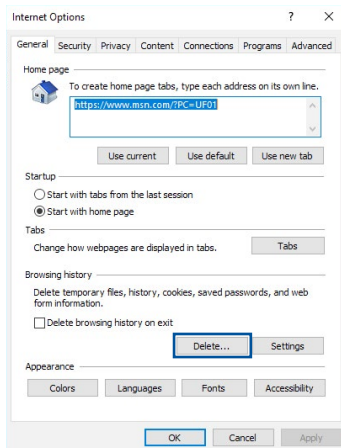 Internet Options ? X
General Security Privacy Content Connections Programs Advanced
Home page
To create home page tabs, type each address on its own line.
https://www.msn.com/?PC=UF01
Use current Use default Use new tab
Startup
Start with tabs from the last session
Start with home page
Tabs
Change how webpages are displayed in tabs. Tabs
Browsing history
Delete temporary files, history, cookies, saved passwords, and web
form information.
Delete browsing history on exit
Delete... Settings
Appearance
Colors Languages Fonts Accessibility
OK Cancel Apply